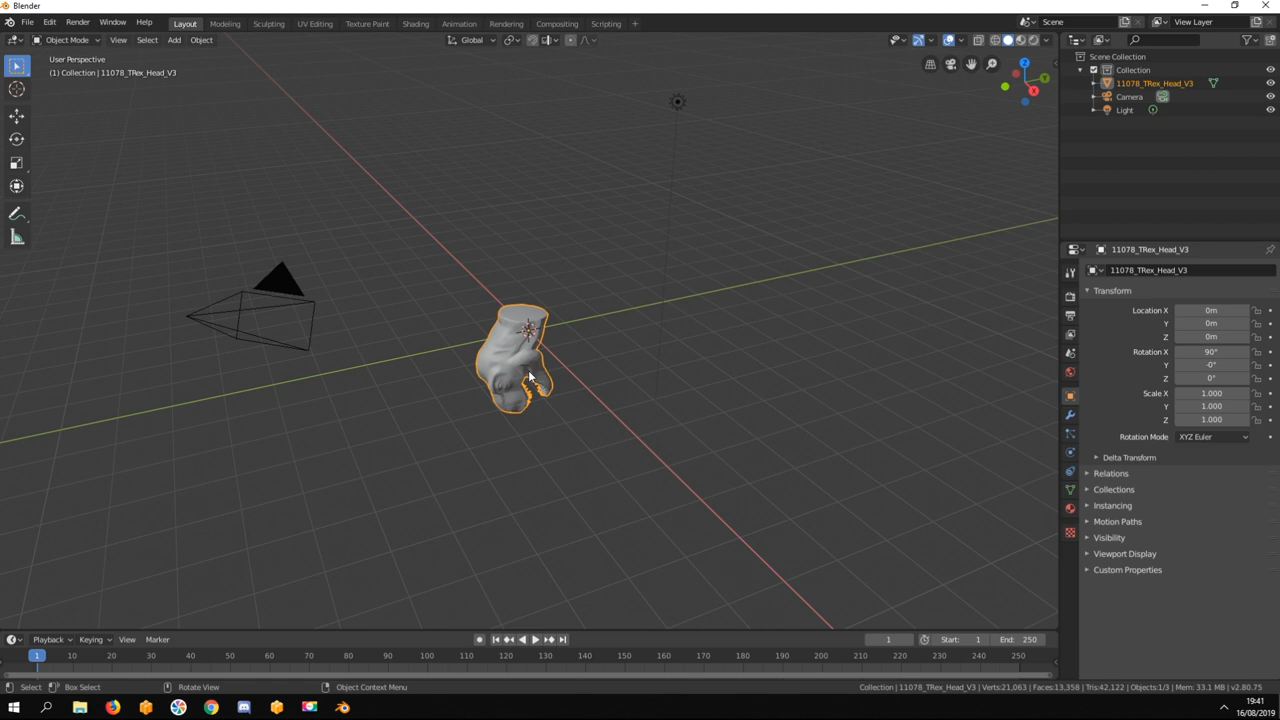 Blender
File Edit Render Window Help Layout Modeling Sculpting UV Editing Texture Paint Shading Animation Rendering Compositing Scripting + Scene View Layer
Object Mode View Select Add Object Global
User Perspective
(1) Collection | 11078_TRex_Head_V3
Z
Y
X
Scene Collection
Collection
11078_TRex_Head_V3
Camera
Light
11078_TRex_Head_V3
11078_TRex_Head_V3
Transform
Location X 0m
Y 0m
Z 0m
Rotation X 90°
Y -0°
Z 0°
Scale X 1.000
Y 1.000
Z 1.000
Rotation Mode XYZ Euler
Delta Transform
Relations
Collections
Instancing
Motion Paths
Visibility
Viewport Display
Custom Properties
Playback Keying View Marker 1 Start: 1 End: 250
1 10 20 30 40 50 60 70 80 90 100 110 120 130 140 150 160 170 180 190 200 210 220 230 240 250
Select Box Select Rotate View Object Context Menu Collection | 11078_TRex_Head_V3 | Verts:21,063 | Faces:13,358 | Tris:42,122 | Objects:1/3 | Mem: 33.1 MB | v2.80.75
19:41
16/08/2019